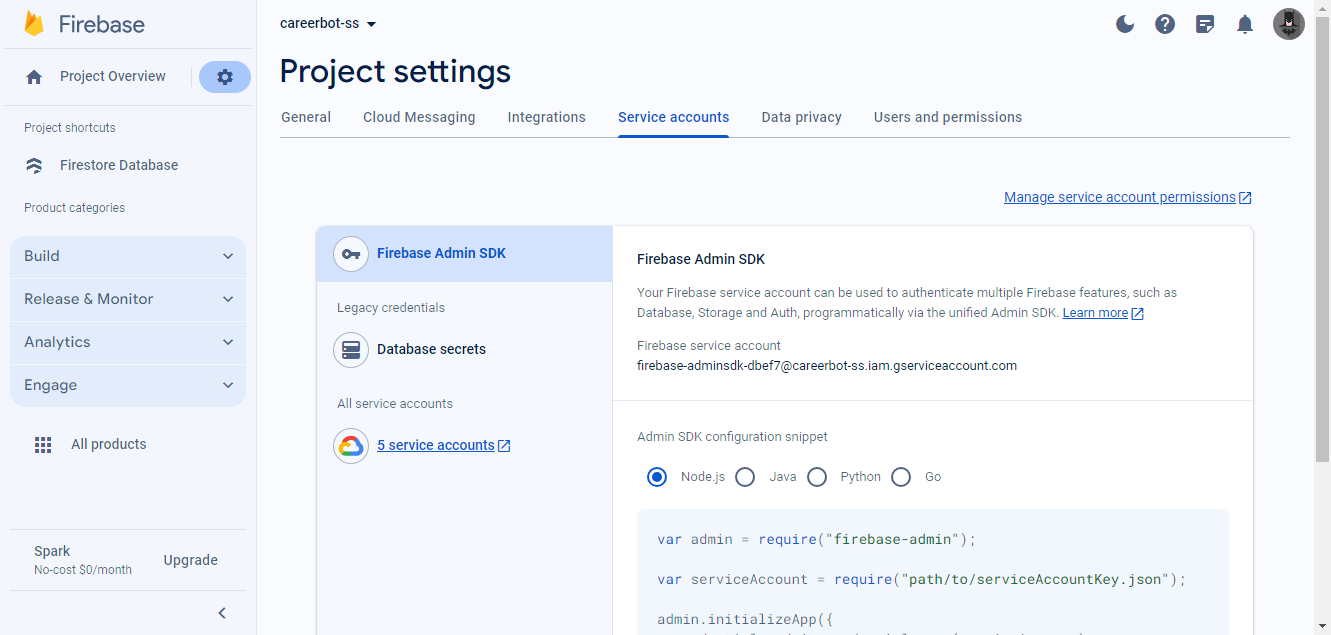 Firebase
careerbot-ss
Project Overview
Project settings
General Cloud Messaging Integrations Service accounts Data privacy Users and permissions
Project shortcuts
Firestore Database
Product categories
Build
Release & Monitor
Analytics
Engage
All products
Spark
No-cost $0/month
Upgrade
Manage service account permissions
Firebase Admin SDK
Legacy credentials
Database secrets
All service accounts
5 service accounts
Firebase Admin SDK
Your Firebase service account can be used to authenticate multiple Firebase features, such as
Database, Storage and Auth, programmatically via the unified Admin SDK. Learn more
Firebase service account
firebase-adminsdk-dbef7@careerbot-ss.iam.gserviceaccount.com
Admin SDK configuration snippet
Node.js Java Python Go
var admin = require("firebase-admin");
var serviceAccount = require("path/to/serviceAccountKey.json");
admin.initializeApp({